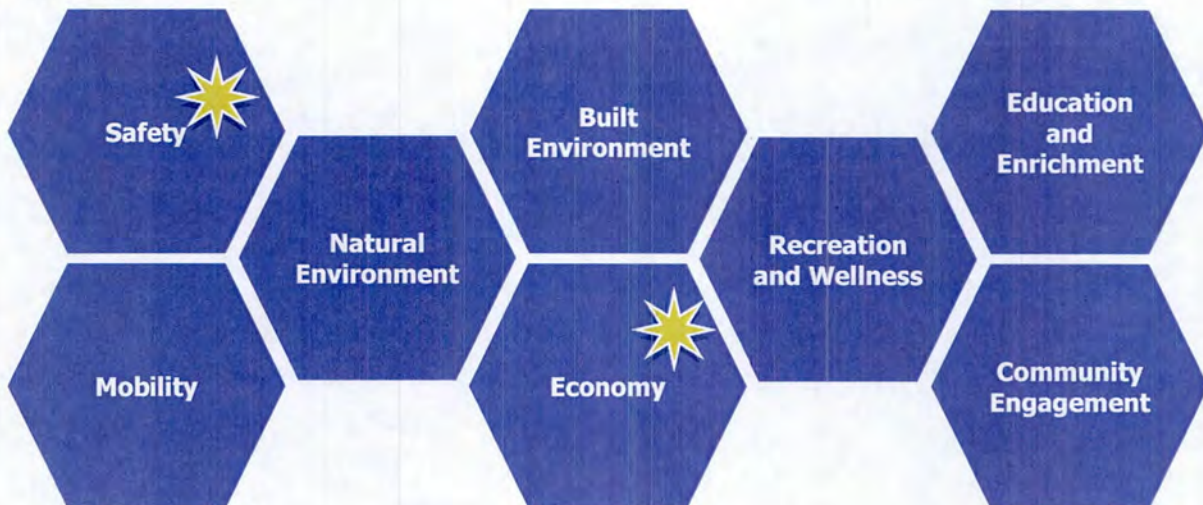 Safety
Built
Environment
Education
and
Enrichment
Natural
Environment
Recreation
and Wellness
Mobility
Economy
Community
Engagement